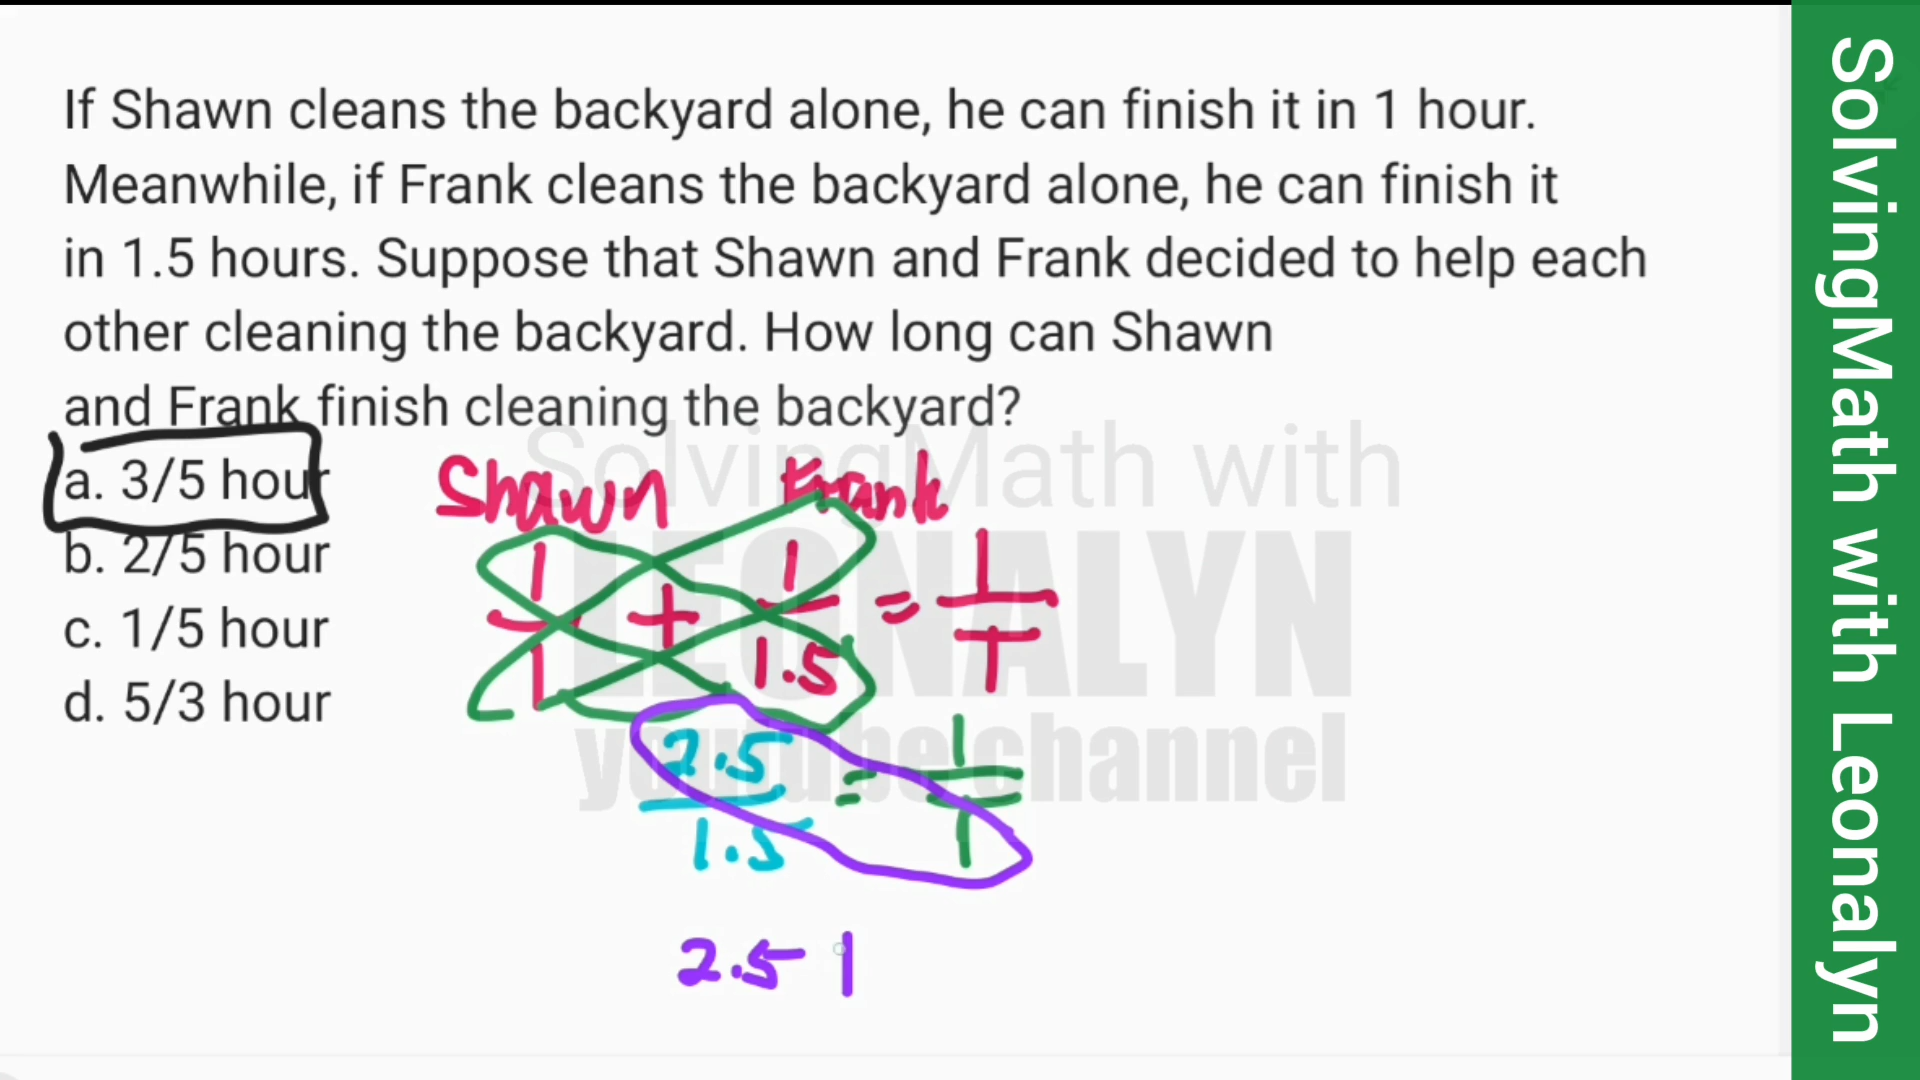 If Shawn cleans the backyard alone, he can finish it in 1 hour.
Meanwhile, if Frank cleans the backyard alone, he can finish it
in 1.5 hours. Suppose that Shawn and Frank decided to help each
other cleaning the backyard. How long can Shawn
and Frank finish cleaning the backyard?
a. 3/5 hour
b. 2/5 hour
c. 1/5 hour
d. 5/3 hour
Shawn Frank
1/1 + 1/1.5 = 1/T
2.5/1.5 = 1/T
2.5 1
SolvingMath with
LEONALYN
youtube channel
SolvingMath with Leonalyn